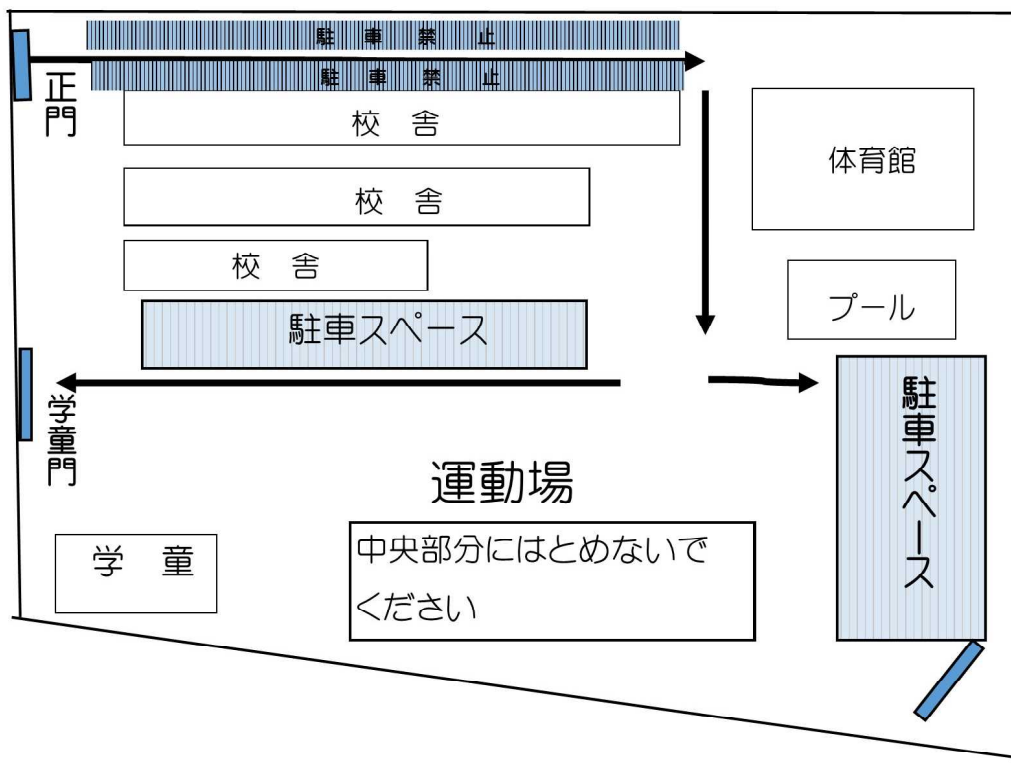 駐車禁止
駐車禁止
正門
校舎
体育館
校舎
校舎
プール
駐車スペース
学童門
駐車スペース
運動場
中央部分にはとめないで
ください
学童